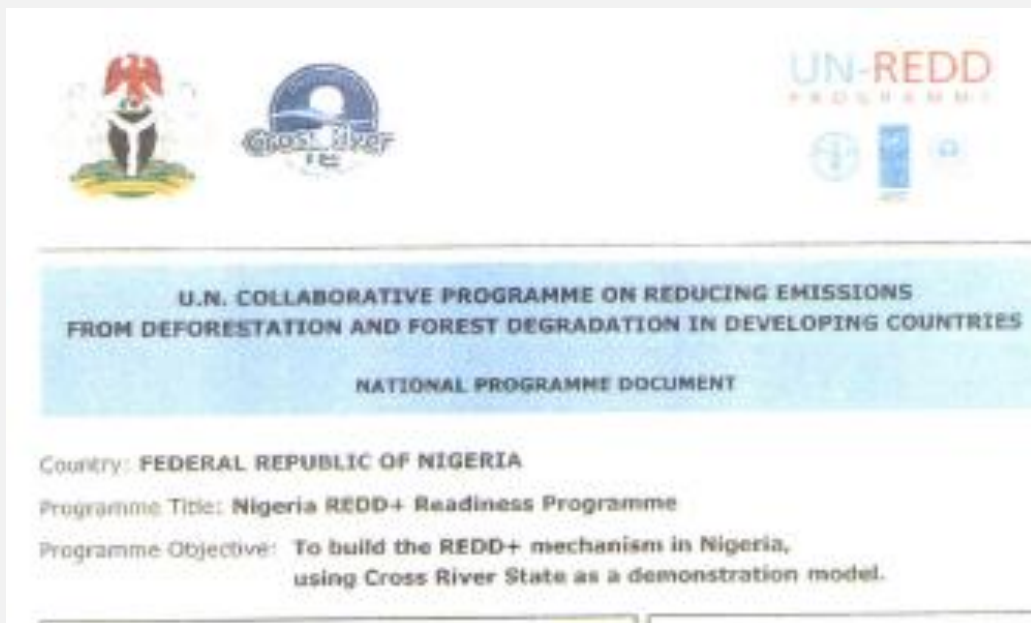 Cross River
UN-REDD
PROGRAMME
U.N. COLLABORATIVE PROGRAMME ON REDUCING EMISSIONS
FROM DEFORESTATION AND FOREST DEGRADATION IN DEVELOPING COUNTRIES
NATIONAL PROGRAMME DOCUMENT
Country: FEDERAL REPUBLIC OF NIGERIA
Programme Title: Nigeria REDD+ Readiness Programme
Programme Objective: To build the REDD+ mechanism in Nigeria,
using Cross River State as a demonstration model.